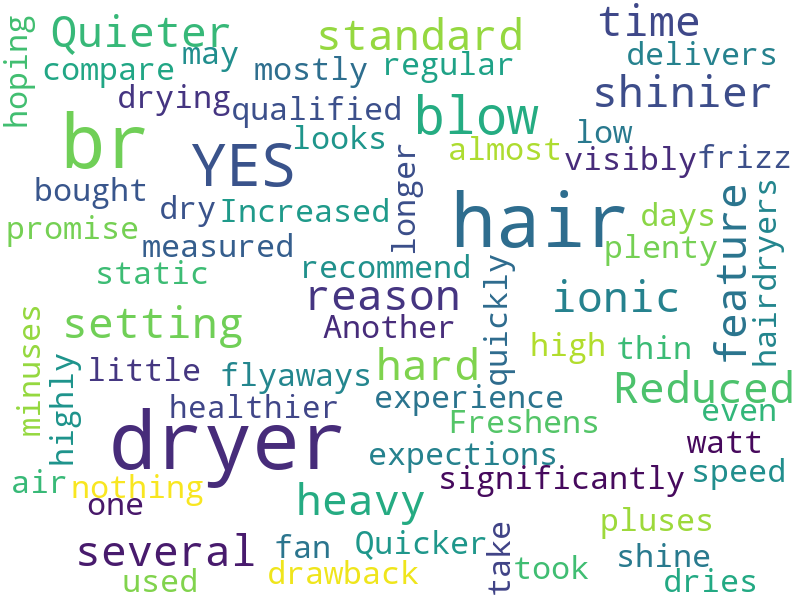 hoping
Quieter
standard
time
compare
may
mostly
regular
delivers
drying
qualified
looks
blow
shinier
br
YES
longer
almost
low
visibly
frizz
bought
dry
Increased
hair
days
feature
hairdryers
promise
measured
plenty
static
recommend
quickly
reason
ionic
setting
Another
minuses
little
flyaways
hard
high
thin
highly
healthier
experience
Reduced
dryer
Freshens
even
expections
watt
air
nothing
significantly
speed
one
heavy
several
fan
Quicker
take
pluses
shine
used
drawback
took
dries